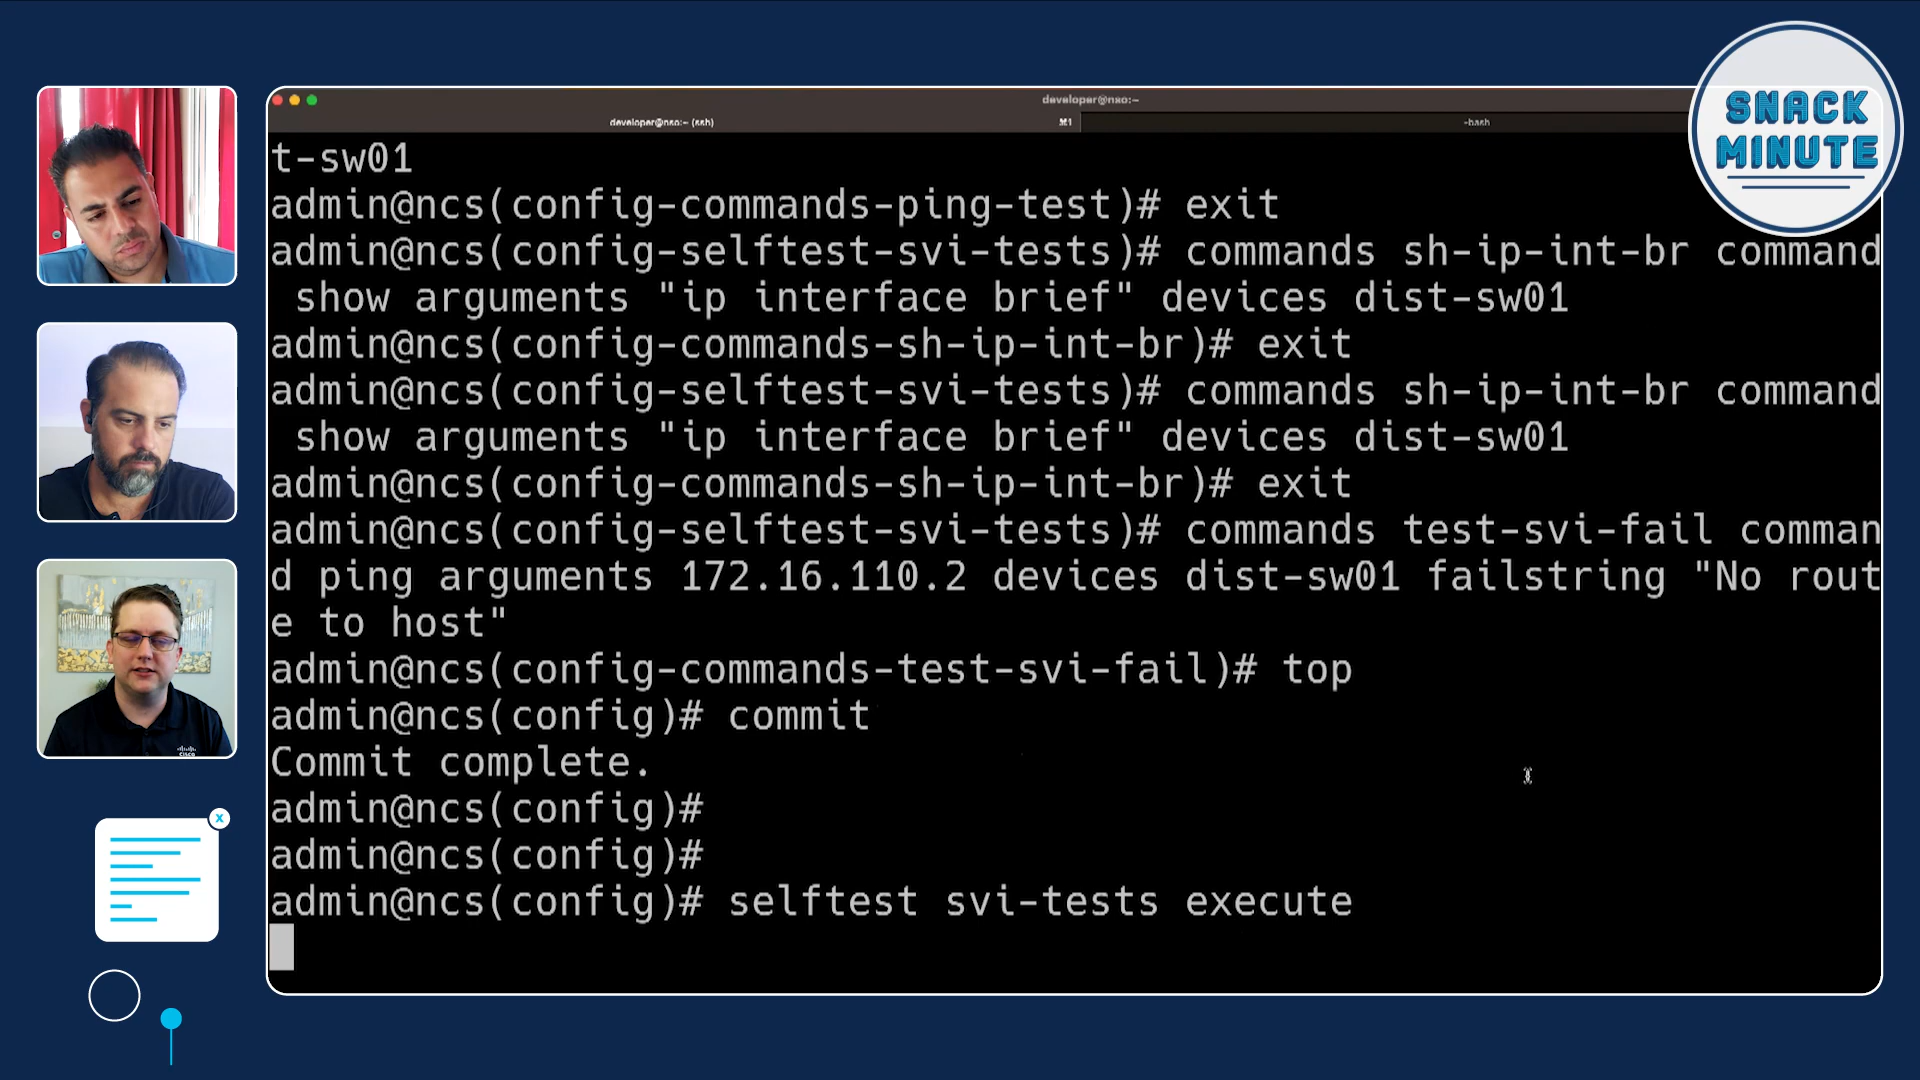 SNACK
MINUTE
developer@nso:~
developer@nso:~ (ssh)
⌘1
-bash
t-sw01
admin@ncs(config-commands-ping-test)# exit
admin@ncs(config-selftest-svi-tests)# commands sh-ip-int-br command
show arguments "ip interface brief" devices dist-sw01
admin@ncs(config-commands-sh-ip-int-br)# exit
admin@ncs(config-selftest-svi-tests)# commands sh-ip-int-br command
show arguments "ip interface brief" devices dist-sw01
admin@ncs(config-commands-sh-ip-int-br)# exit
admin@ncs(config-selftest-svi-tests)# commands test-svi-fail comman
d ping arguments 172.16.110.2 devices dist-sw01 failstring "No rout
e to host"
admin@ncs(config-commands-test-svi-fail)# top
admin@ncs(config)# commit
Commit complete.
admin@ncs(config)#
admin@ncs(config)#
admin@ncs(config)# selftest svi-tests execute
CISCO
x